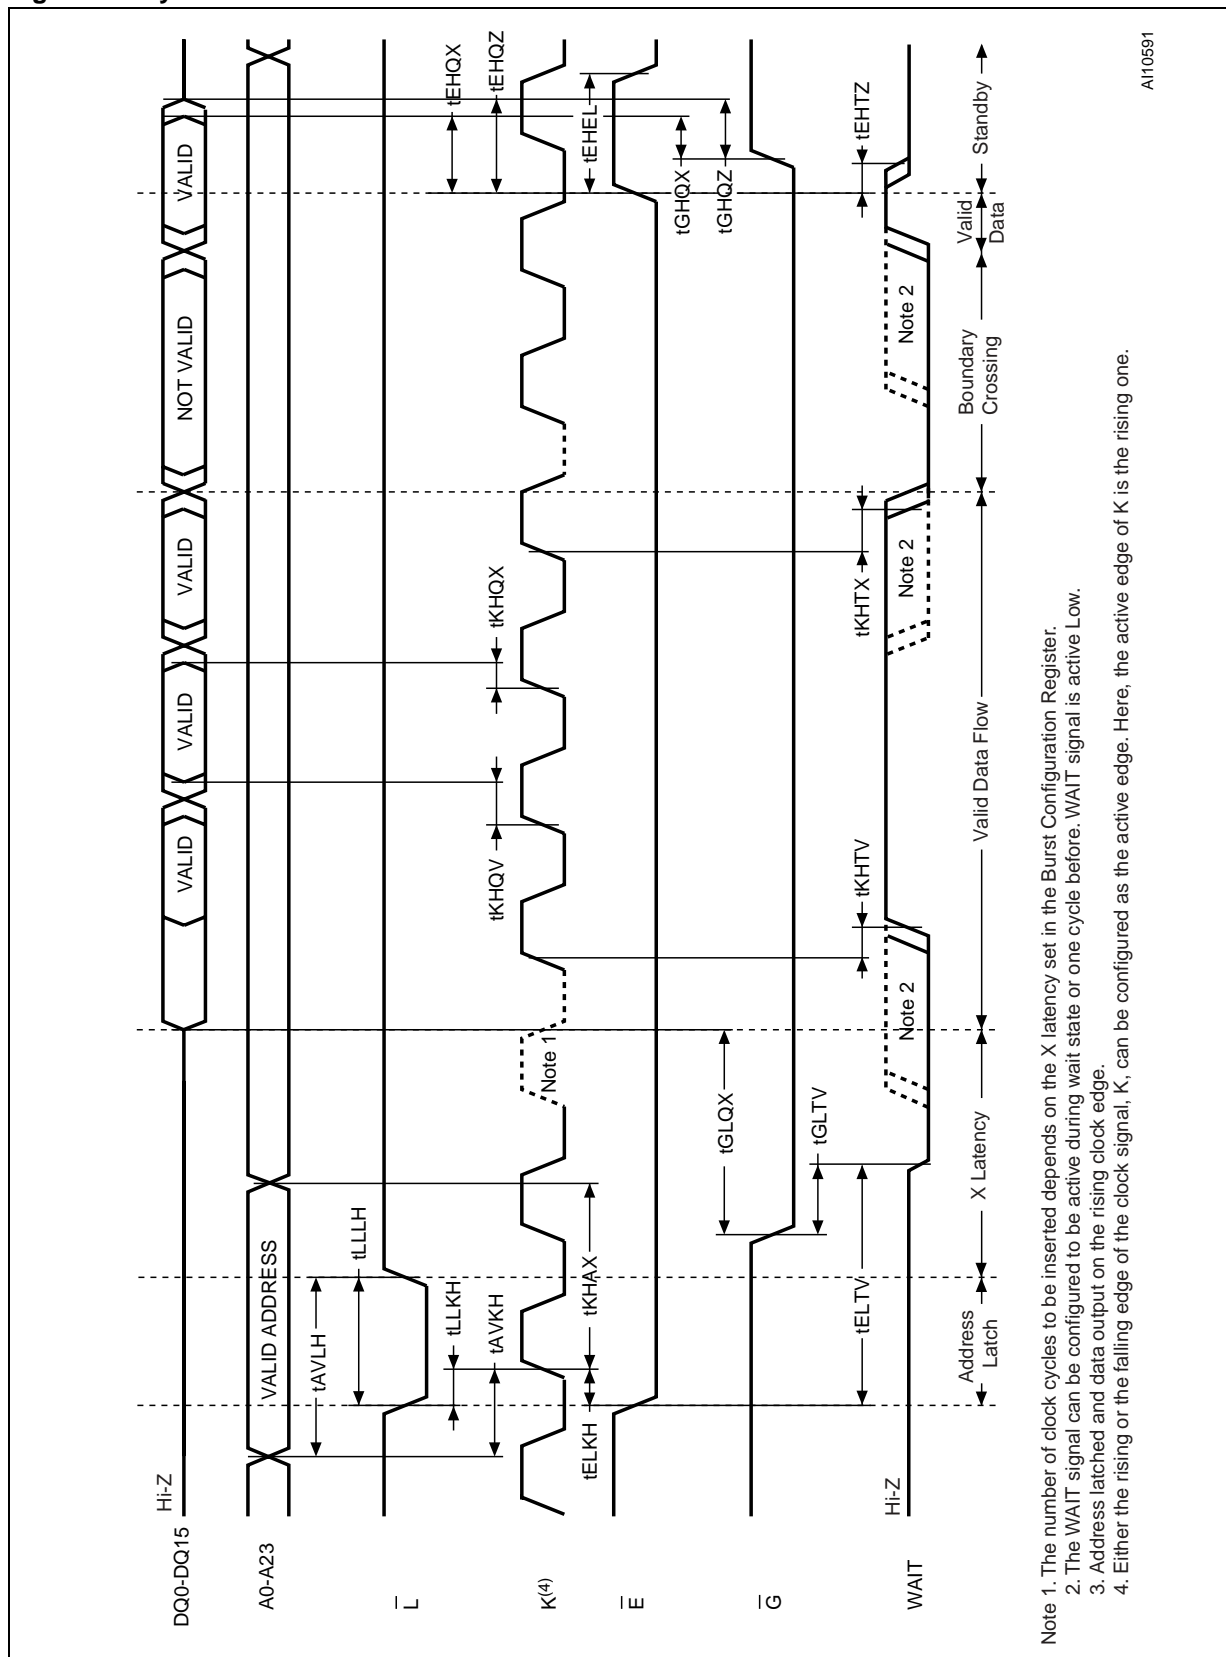 DQ0-DQ15
Hi-Z
VALID
VALID
VALID
NOT VALID
VALID
A0-A23
VALID ADDRESS
tAVLH
L
tLLLH
tLLKH
tAVKH
tKHQV
tKHQX
tEHQX
tEHQZ
K(4)
Note 1
tELKH
tKHAX
tEHEL
E
tGHQX
tGHQZ
G
tGLQX
tGLTV
tELTV
tKHTV
tKHTX
tEHTZ
WAIT
Hi-Z
Note 2
Note 2
Note 2
Address
Latch
X Latency
Valid Data Flow
Boundary
Crossing
Valid
Data
Standby
Note 1. The number of clock cycles to be inserted depends on the X latency set in the Burst Configuration Register.
2. The WAIT signal can be configured to be active during wait state or one cycle before. WAIT signal is active Low.
3. Address latched and data output on the rising clock edge.
4. Either the rising or the falling edge of the clock signal, K, can be configured as the active edge. Here, the active edge of K is the rising one.
AI10591